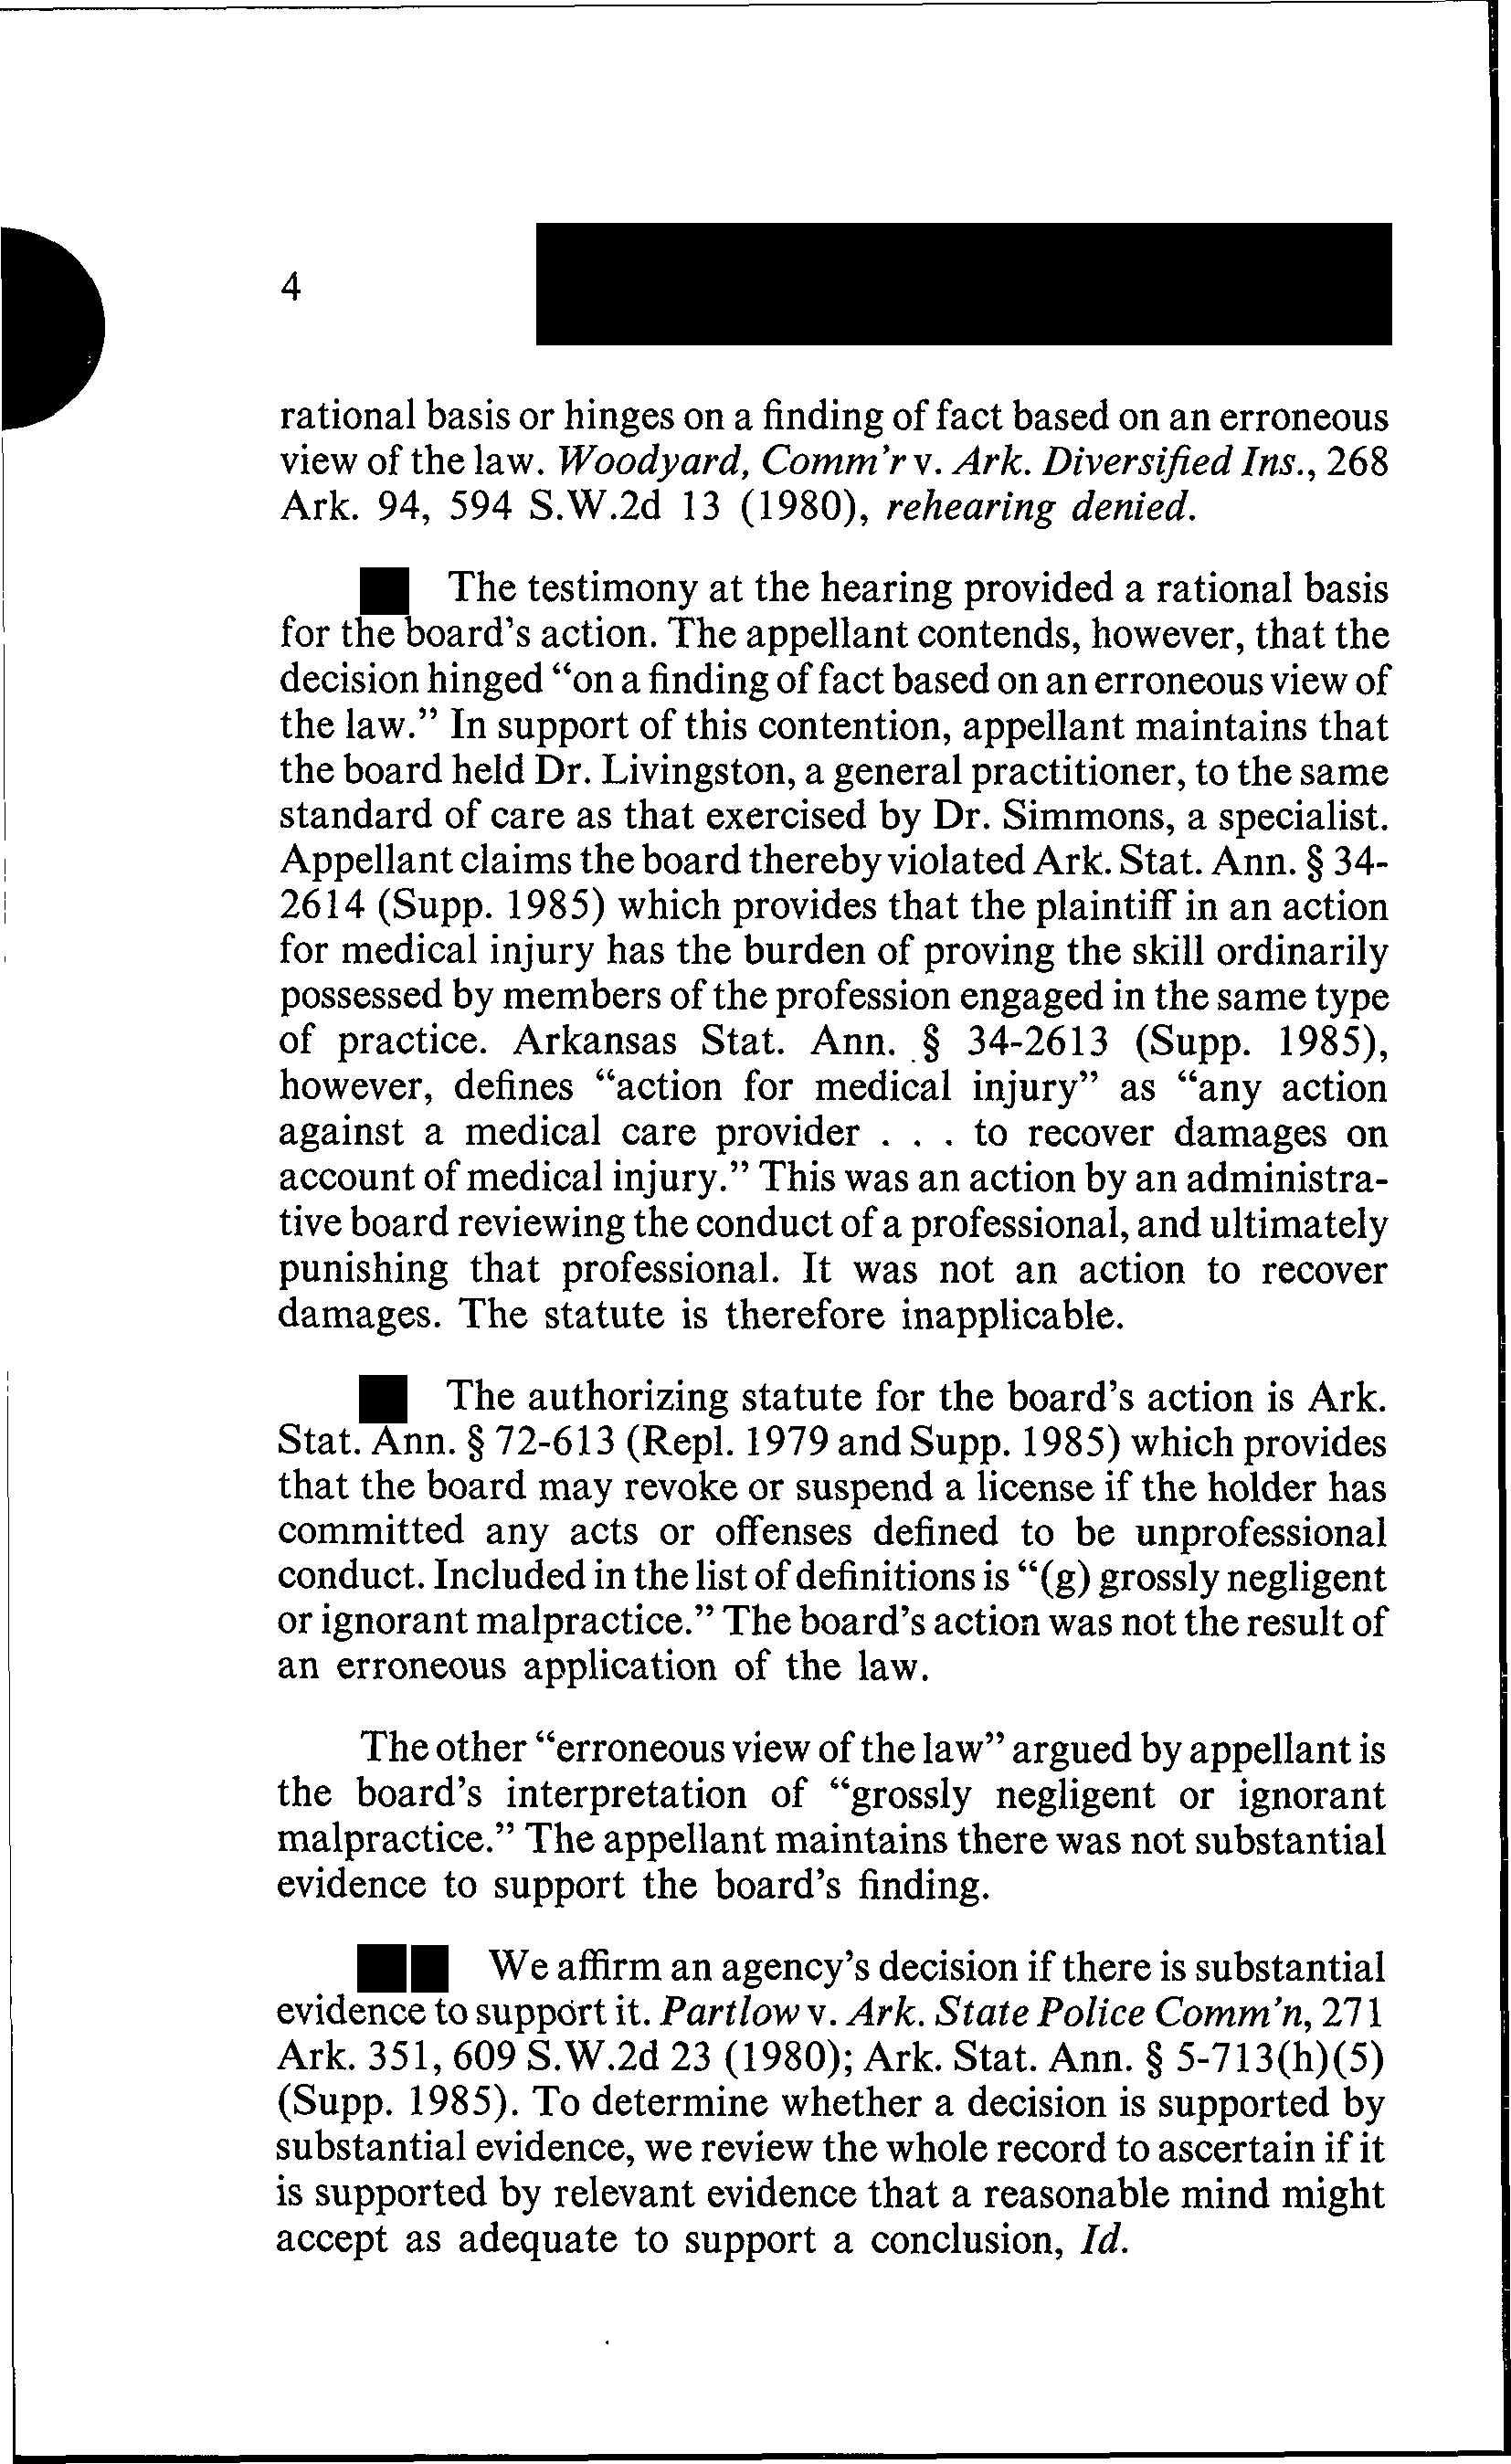 4
rational basis or hinges on a finding of fact based on an erroneous
view of the law. Woodyard, Comm'r v. Ark. Diversified Ins., 268
Ark. 94, 594 S.W.2d 13 (1980), rehearing denied.
The testimony at the hearing provided a rational basis
for the board's action. The appellant contends, however, that the
decision hinged “on a finding of fact based on an erroneous view of
the law.” In support of this contention, appellant maintains that
the board held Dr. Livingston, a general practitioner, to the same
standard of care as that exercised by Dr. Simmons, a specialist.
Appellant claims the board thereby violated Ark. Stat. Ann. § 34-
2614 (Supp. 1985) which provides that the plaintiff in an action
for medical injury has the burden of proving the skill ordinarily
possessed by members of the profession engaged in the same type
of practice. Arkansas Stat. Ann. § 34-2613 (Supp. 1985),
however, defines “action for medical injury” as “any action
against a medical care provider . . . to recover damages on
account of medical injury.” This was an action by an administra-
tive board reviewing the conduct of a professional, and ultimately
punishing that professional. It was not an action to recover
damages. The statute is therefore inapplicable.
The authorizing statute for the board's action is Ark.
Stat. Ann. § 72-613 (Repl. 1979 and Supp. 1985) which provides
that the board may revoke or suspend a license if the holder has
committed any acts or offenses defined to be unprofessional
conduct. Included in the list of definitions is “(g) grossly negligent
or ignorant malpractice.” The board's action was not the result of
an erroneous application of the law.
The other “erroneous view of the law” argued by appellant is
the board's interpretation of “grossly negligent or ignorant
malpractice.” The appellant maintains there was not substantial
evidence to support the board's finding.
We affirm an agency's decision if there is substantial
evidence to support it. Partlow v. Ark. State Police Comm'n, 271
Ark. 351, 609 S.W.2d 23 (1980); Ark. Stat. Ann. § 5-713(h)(5)
(Supp. 1985). To determine whether a decision is supported by
substantial evidence, we review the whole record to ascertain if it
is supported by relevant evidence that a reasonable mind might
accept as adequate to support a conclusion, Id.